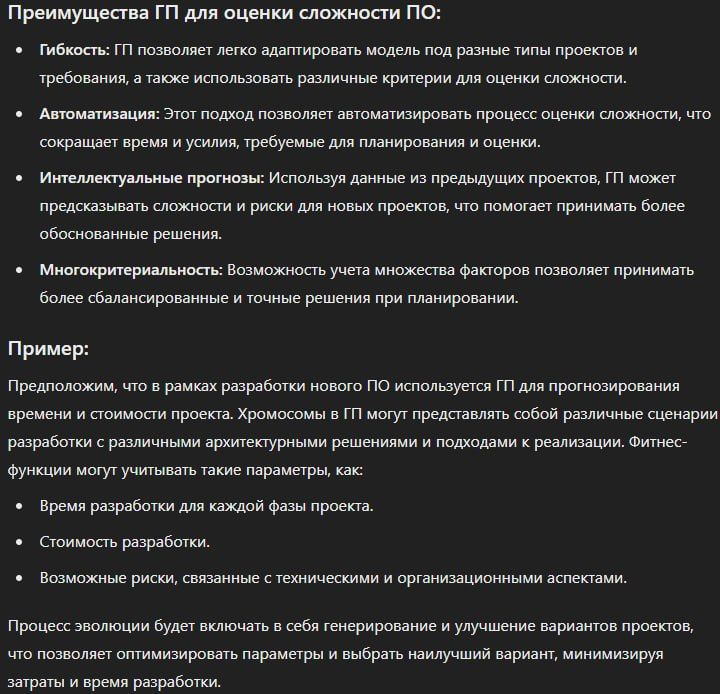 Преимущества ГП для оценки сложности ПО:
• Гибкость: ГП позволяет легко адаптировать модель под разные типы проектов и
требования, а также использовать различные критерии для оценки сложности.
• Автоматизация: Этот подход позволяет автоматизировать процесс оценки сложности, что
сокращает время и усилия, требуемые для планирования и оценки.
• Интеллектуальные прогнозы: Используя данные из предыдущих проектов, ГП может
предсказывать сложности и риски для новых проектов, что помогает принимать более
обоснованные решения.
• Многокритериальность: Возможность учета множества факторов позволяет принимать
более сбалансированные и точные решения при планировании.
Пример:
Предположим, что в рамках разработки нового ПО используется ГП для прогнозирования
времени и стоимости проекта. Хромосомы в ГП могут представлять собой различные сценарии
разработки с различными архитектурными решениями и подходами к реализации. Фитнес-
функции могут учитывать такие параметры, как:
• Время разработки для каждой фазы проекта.
• Стоимость разработки.
• Возможные риски, связанные с техническими и организационными аспектами.
Процесс эволюции будет включать в себя генерирование и улучшение вариантов проектов,
что позволяет оптимизировать параметры и выбрать наилучший вариант, минимизируя
затраты и время разработки.